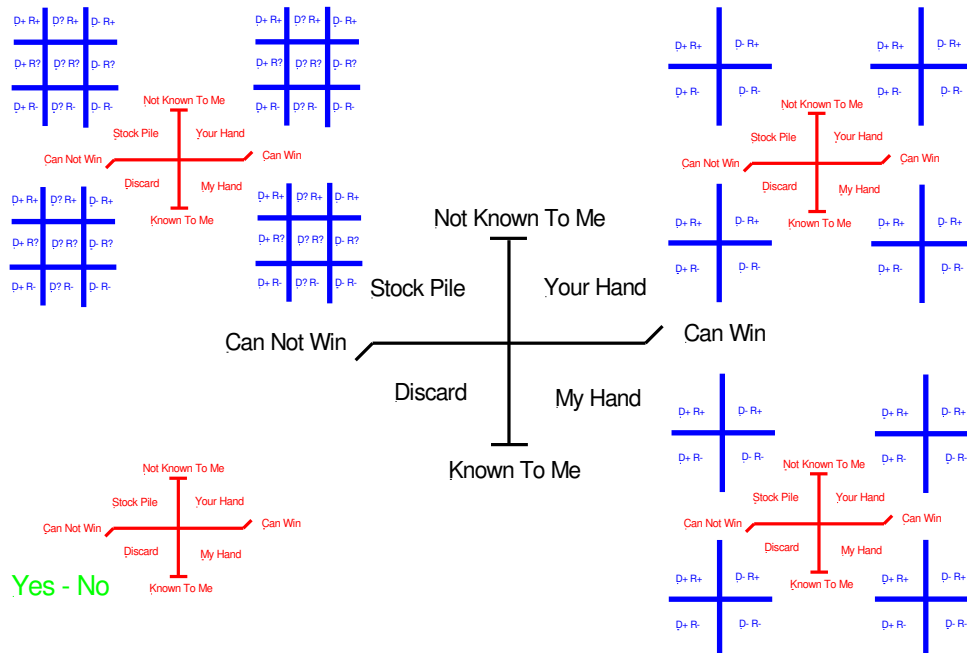 D+ R+ D? R+ D- R+
D+ R? D? R? D- R?
D+ R- D? R- D- R-
D+ R+ D? R+ D- R+
D+ R? D? R? D- R?
D+ R- D? R- D- R-
Not Known To Me
Stock Pile Your Hand
Can Not Win Can Win
Discard My Hand
Known To Me
D+ R+ D? R+ D- R+
D+ R? D? R? D- R?
D+ R- D? R- D- R-
D+ R+ D? R+ D- R+
D+ R? D? R? D- R?
D+ R- D? R- D- R-
D+ R+ D- R+
D+ R- D- R-
D+ R+ D- R+
D+ R- D- R-
Not Known To Me
Stock Pile Your Hand
Can Not Win Can Win
Discard My Hand
Known To Me
D+ R+ D- R+
D+ R- D- R-
D+ R+ D- R+
D+ R- D- R-
Not Known To Me
Stock Pile Your Hand
Can Not Win Can Win
Discard My Hand
Known To Me
Not Known To Me
Stock Pile Your Hand
Can Not Win Can Win
Discard My Hand
Known To Me
Yes - No
D+ R+ D- R+
D+ R- D- R-
D+ R+ D- R+
D+ R- D- R-
Not Known To Me
Stock Pile Your Hand
Can Not Win Can Win
Discard My Hand
Known To Me
D+ R+ D- R+
D+ R- D- R-
D+ R+ D- R+
D+ R- D- R-